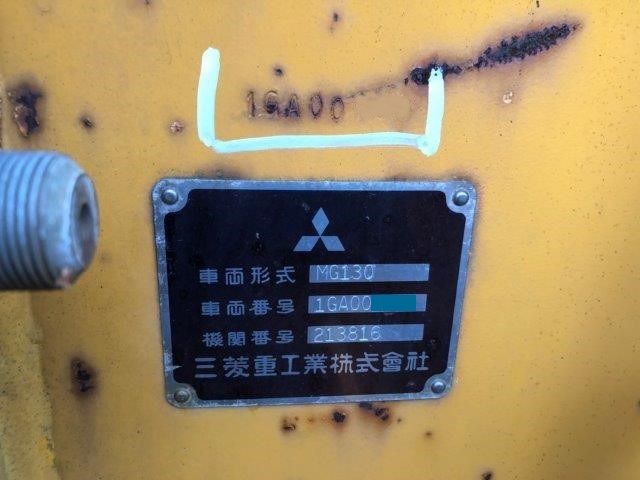 1GA00
車両形式 MG130
車両番号 1GA00
機関番号 213816
三菱重工業株式會社